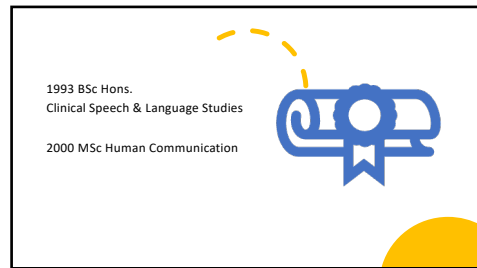 1993 BSc Hons.
Clinical Speech & Language Studies
2000 MSc Human Communication